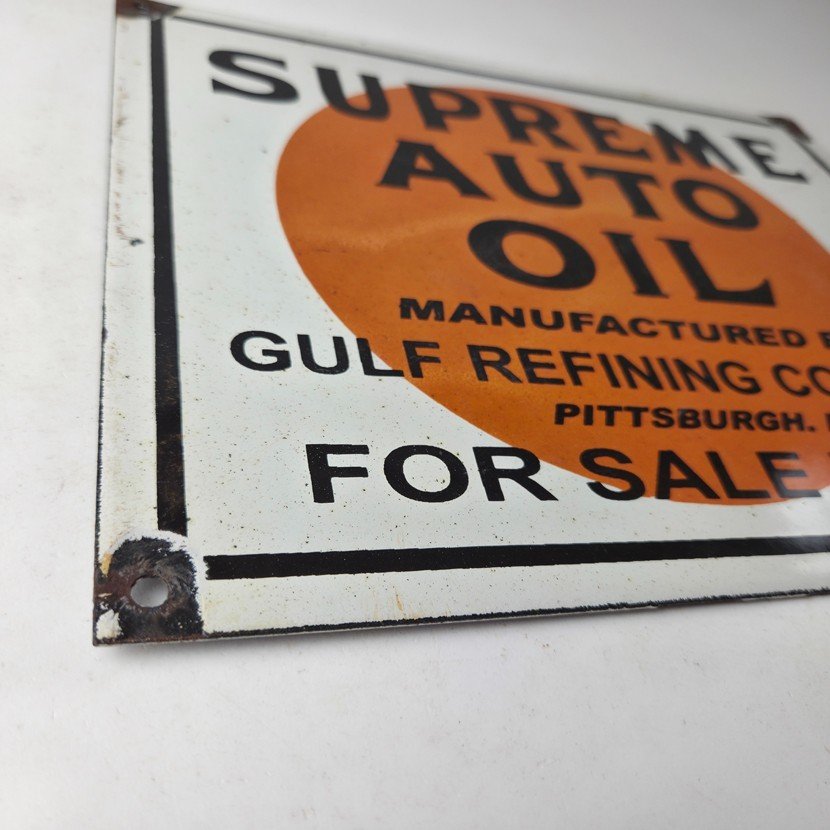 SUPREME
AUTO
OIL
MANUFACTURED
GULF REFINING CO
PITTSBURGH.
FOR SALE